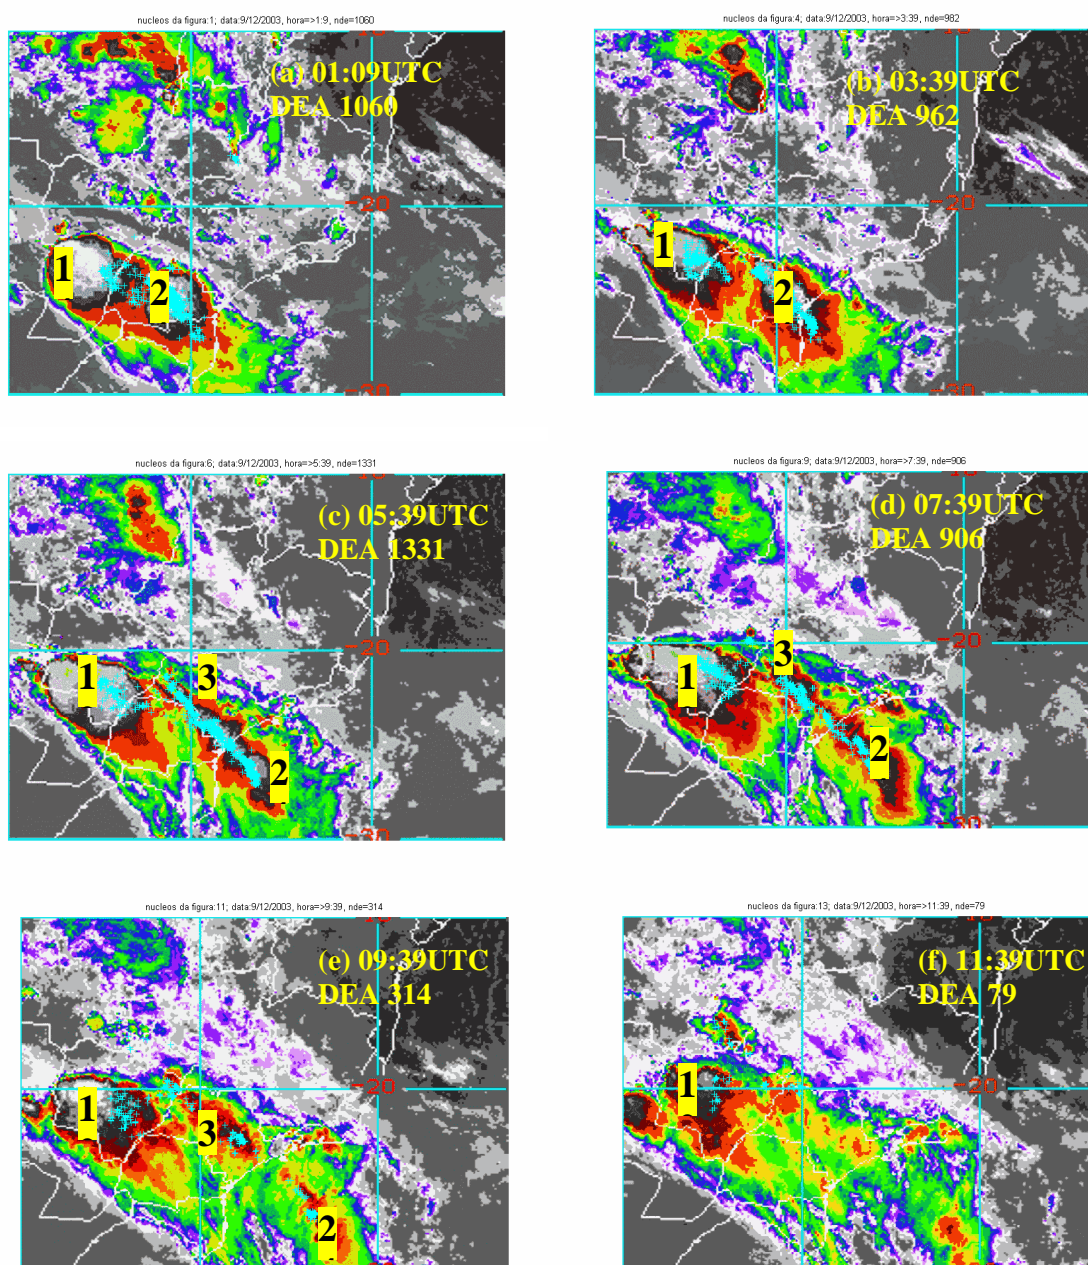 nucleos da figura:1; data:9/12/2003, hora=>1:9, nde=1060
(a) 01:09UTC
DEA 1060
-20
1
2
-30
nucleos da figura:4; data:9/12/2003, hora=>3:39, nde=982
(b) 03:39UTC
DEA 962
-20
1
2
-30
nucleos da figura:6; data:9/12/2003, hora=>5:39, nde=1331
(c) 05:39UTC
DEA 1331
-20
1
3
2
-30
nucleos da figura:9; data:9/12/2003, hora=>7:39, nde=906
(d) 07:39UTC
DEA 906
-20
3
1
2
-30
nucleos da figura:11; data:9/12/2003, hora=>9:39, nde=314
(e) 09:39UTC
DEA 314
-20
1
3
2
nucleos da figura:13; data:9/12/2003, hora=>11:39, nde=79
(f) 11:39UTC
DEA 79
1
-20